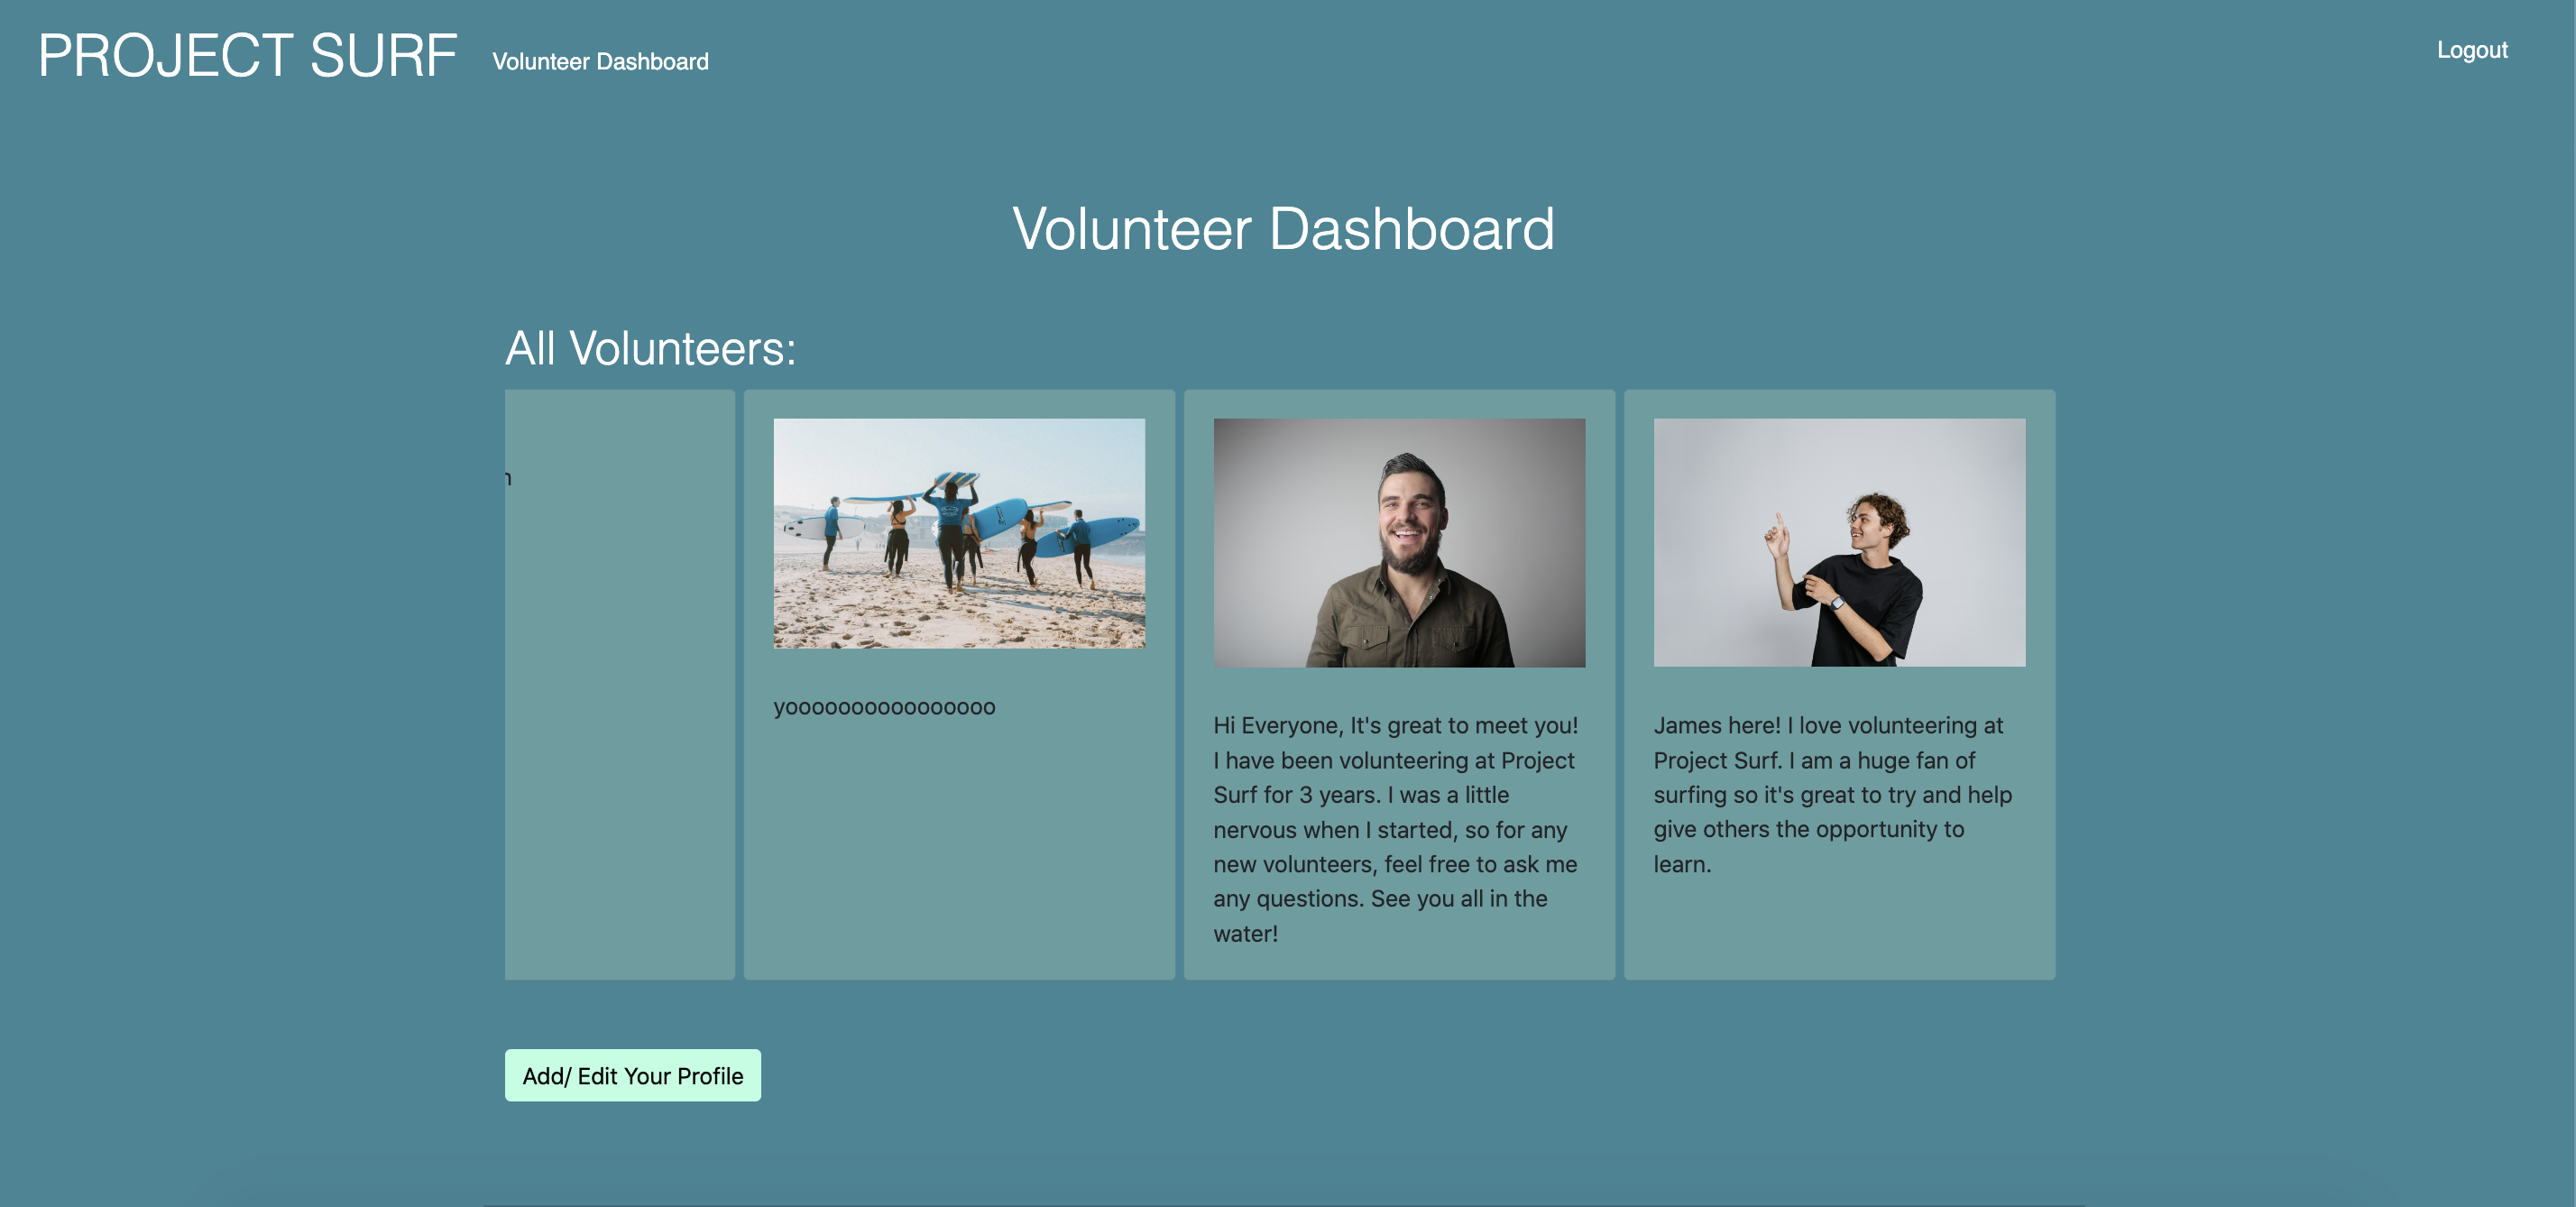 PROJECT SURF Volunteer Dashboard Logout
Volunteer Dashboard
All Volunteers:
n
yoooooooooooooooo
Hi Everyone, It's great to meet you!
I have been volunteering at Project
Surf for 3 years. I was a little
nervous when I started, so for any
new volunteers, feel free to ask me
any questions. See you all in the
water!
James here! I love volunteering at
Project Surf. I am a huge fan of
surfing so it's great to try and help
give others the opportunity to
learn.
Add/ Edit Your Profile